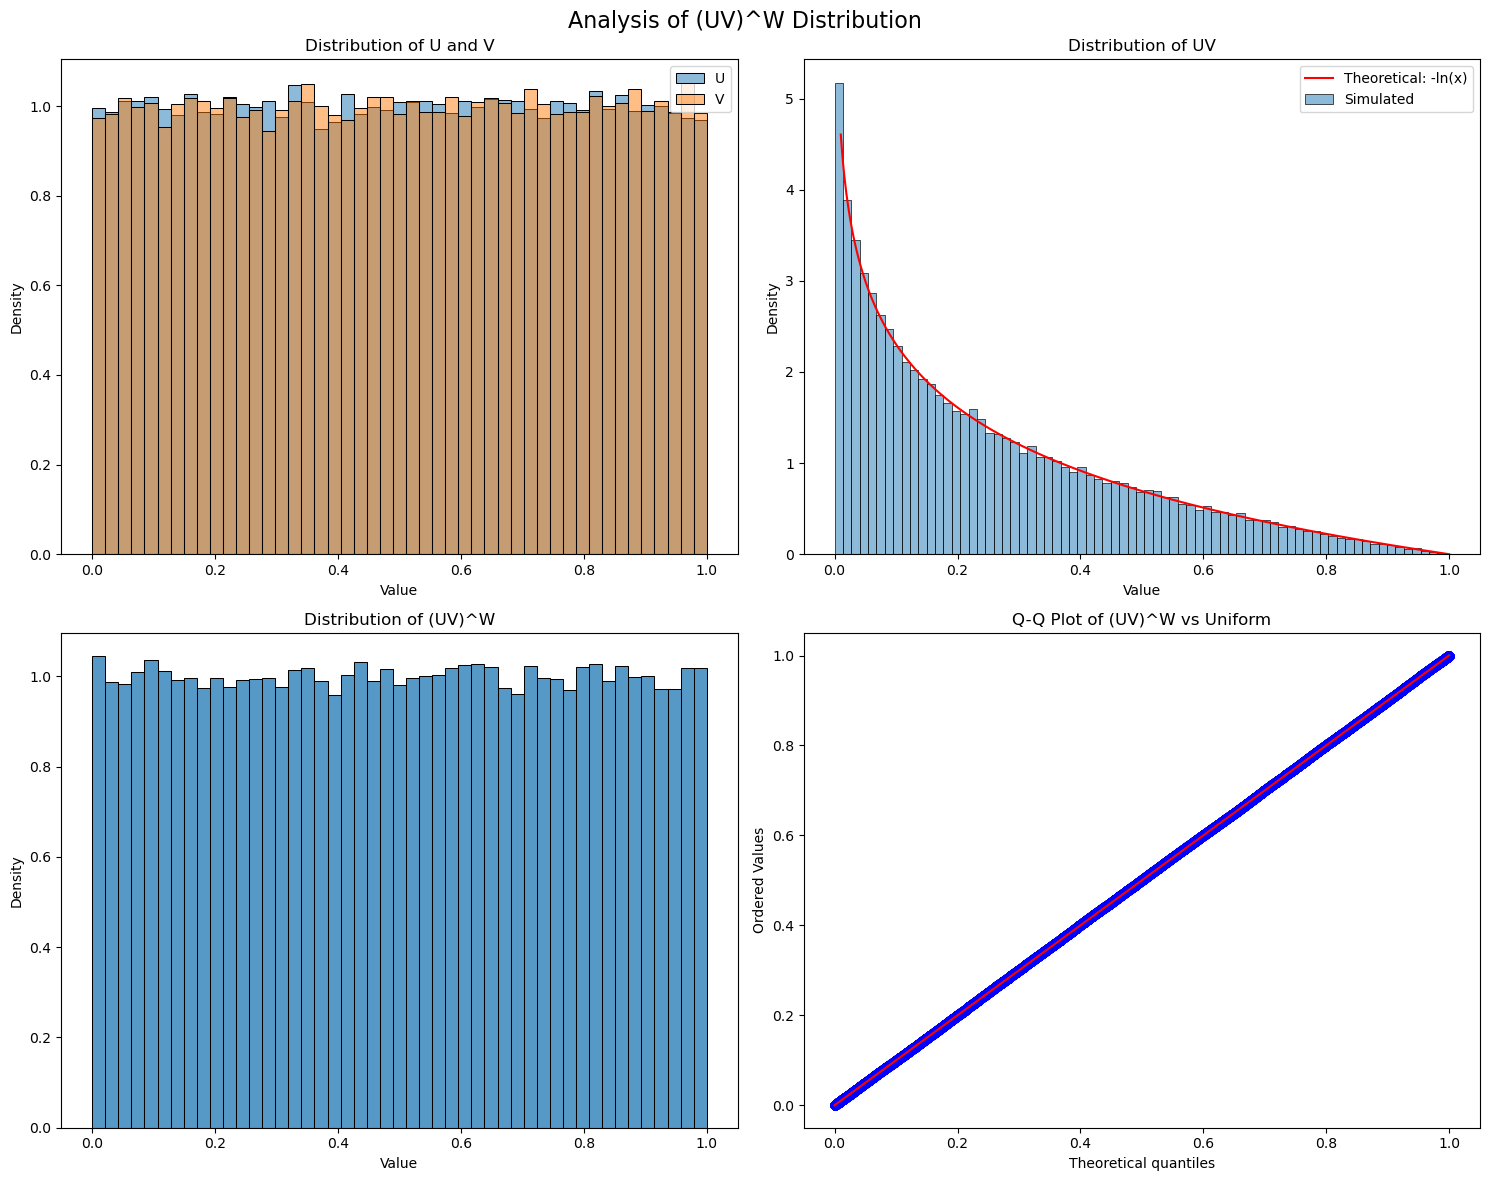 Analysis of (UV)^W Distribution
Distribution of U and V
U
V
Density
1.0
0.8
0.6
0.4
0.2
0.0
0.0 0.2 0.4 0.6 0.8 1.0
Value
Distribution of UV
Theoretical: -ln(x)
Simulated
Density
5
4
3
2
1
0
0.0 0.2 0.4 0.6 0.8 1.0
Value
Distribution of (UV)^W
Density
1.0
0.8
0.6
0.4
0.2
0.0
0.0 0.2 0.4 0.6 0.8 1.0
Value
Q-Q Plot of (UV)^W vs Uniform
Ordered Values
1.0
0.8
0.6
0.4
0.2
0.0
0.0 0.2 0.4 0.6 0.8 1.0
Theoretical quantiles